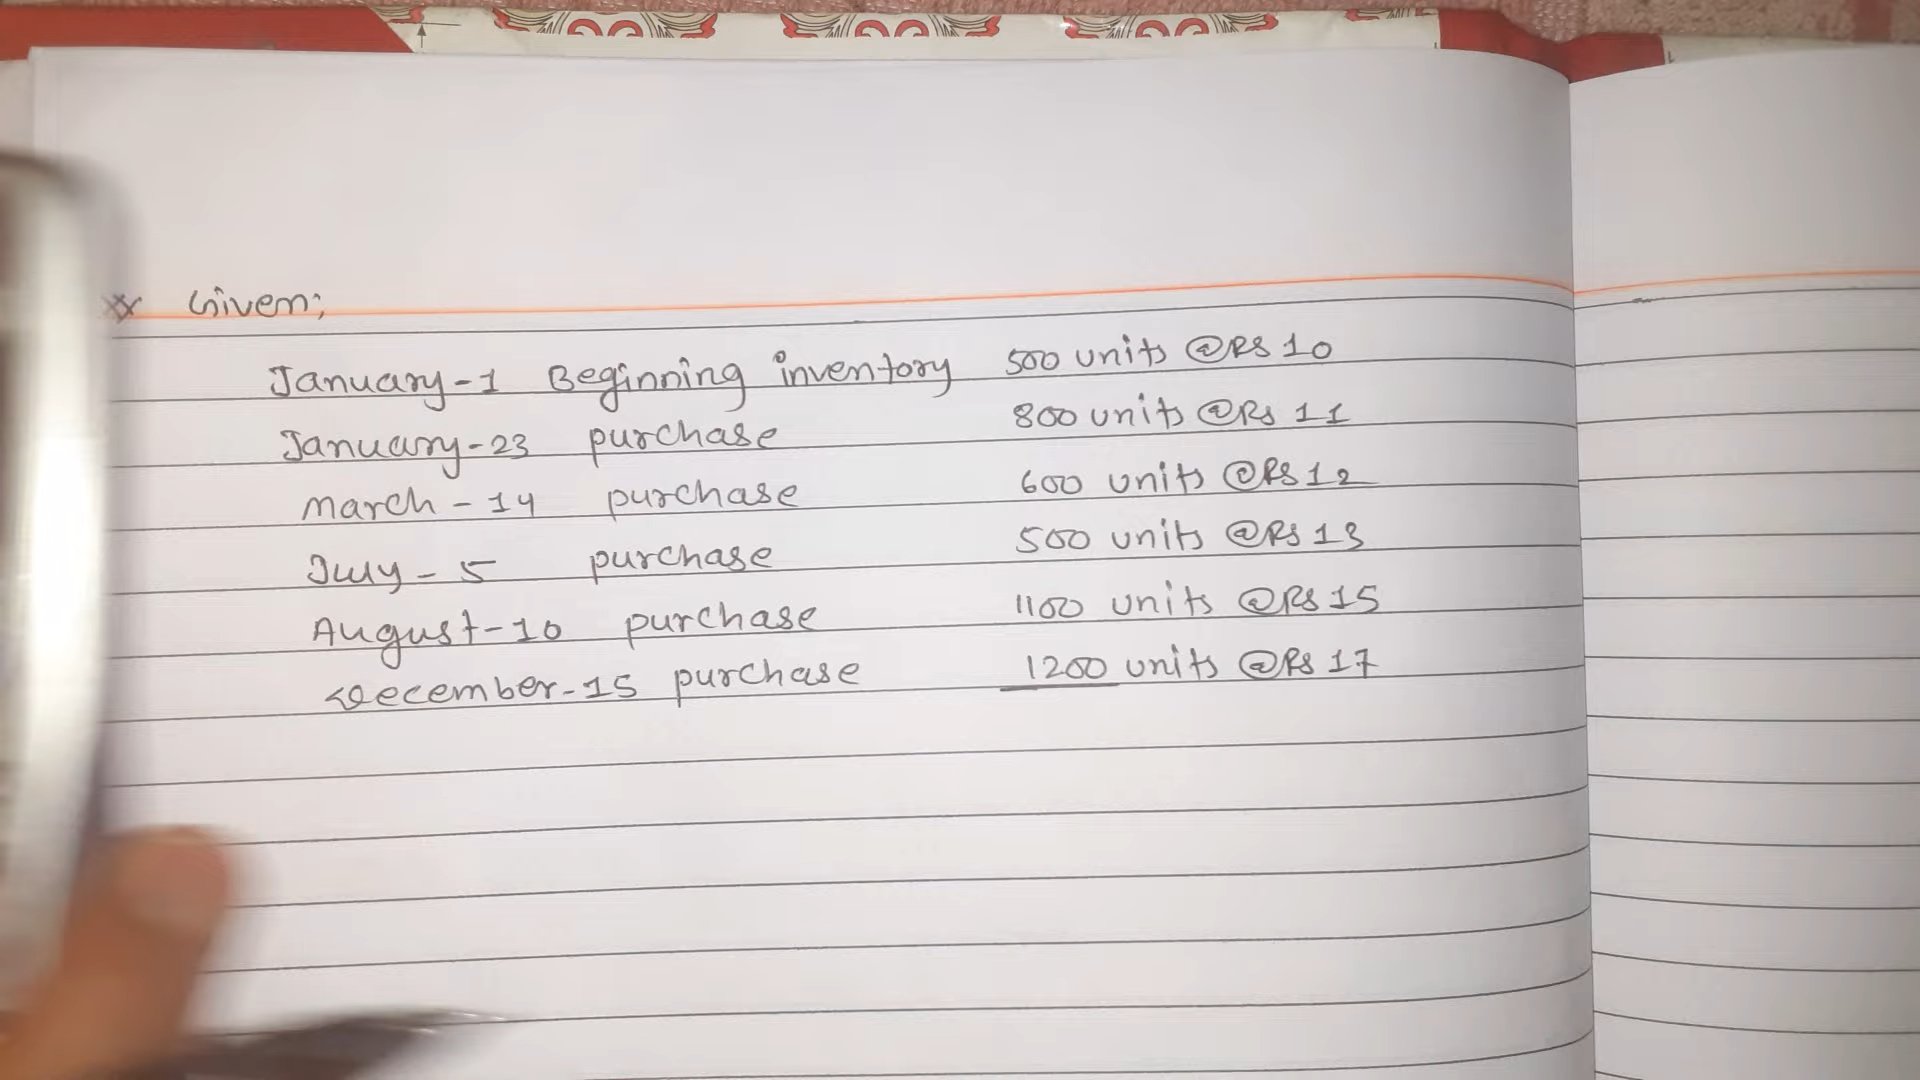 Given;
January-1 Beginning inventory 500 units @Rs 10
January-23 purchase 800 units @Rs 11
March-14 purchase 600 units @Rs 12
July-5 purchase 500 units @Rs 13
August-10 purchase 1100 units @Rs 15
December-15 purchase 1200 units @Rs 17